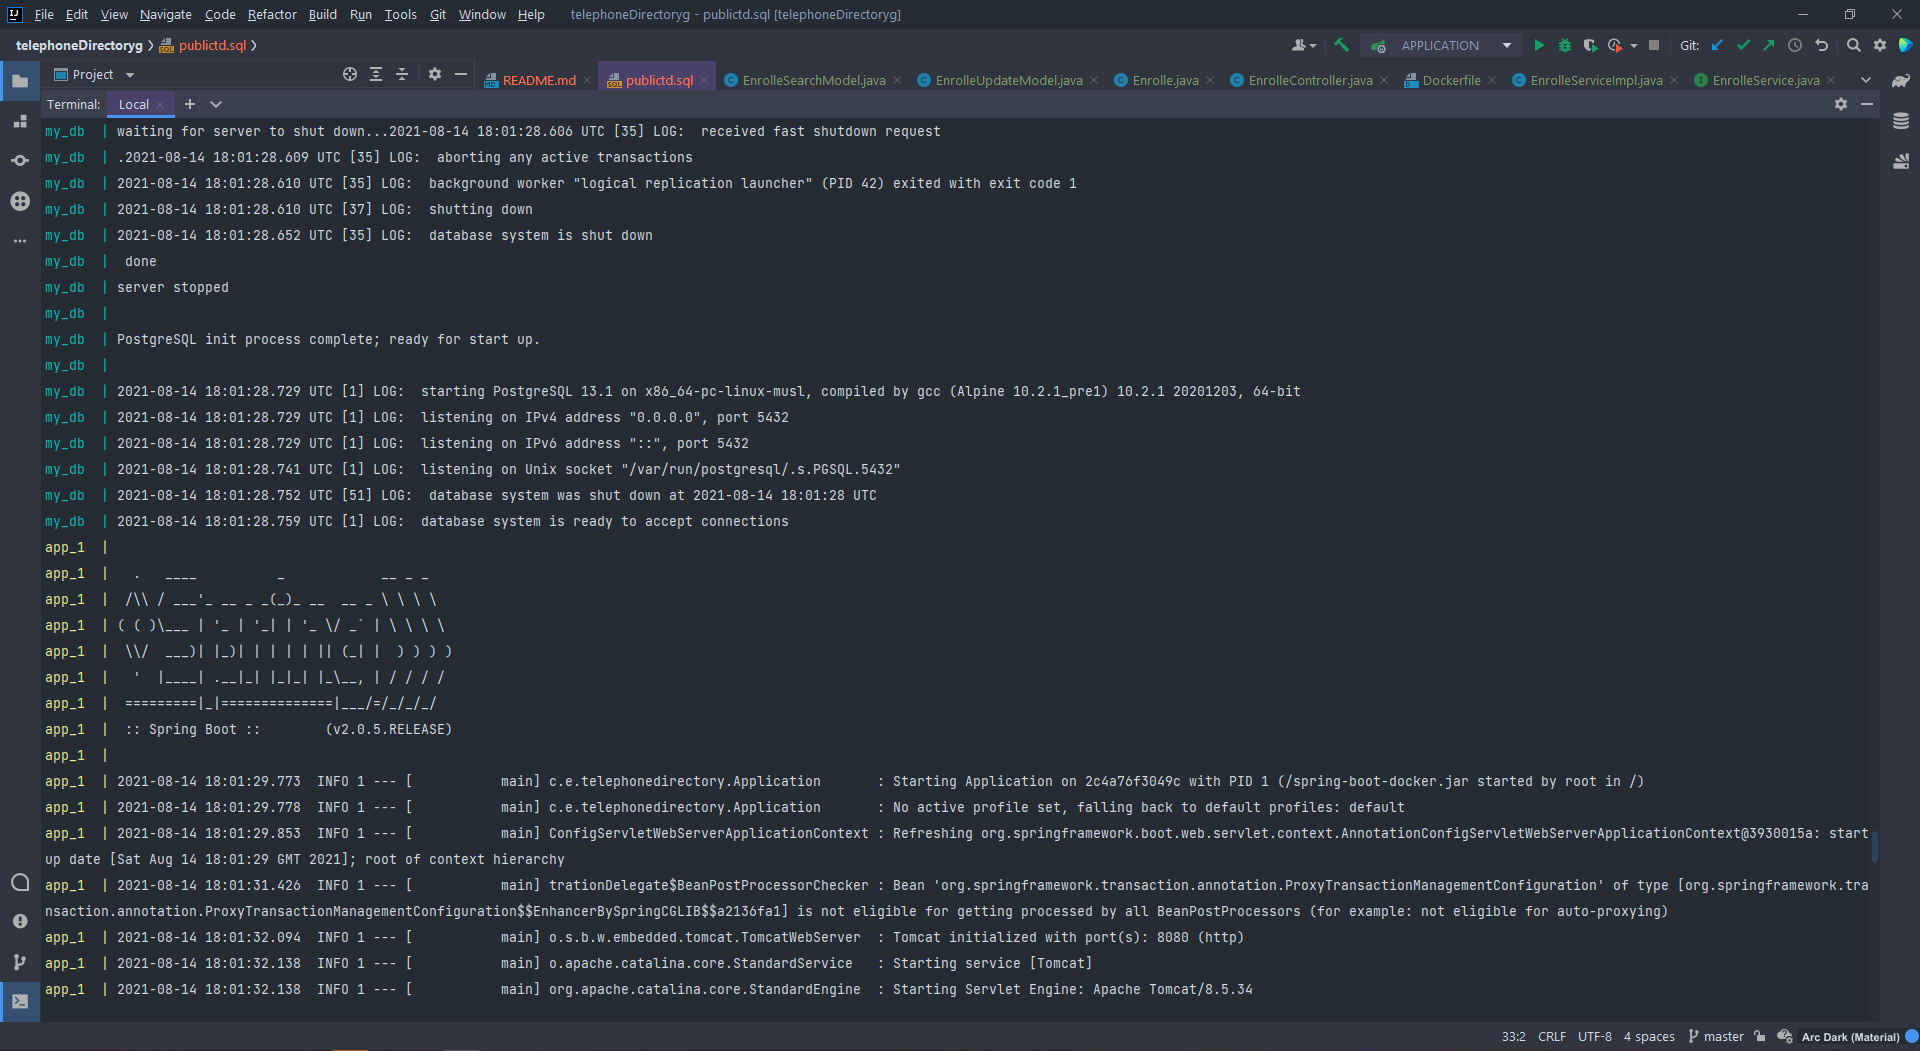 File Edit View Navigate Code Refactor Build Run Tools Git Window Help telephoneDirectoryg - publictd.sql [telephoneDirectoryg]
telephoneDirectoryg publictd.sql APPLICATION Git:
Project README.md publictd.sql EnrolleSearchModel.java EnrolleUpdateModel.java Enrolle.java EnrolleController.java Dockerfile EnrolleServiceImpl.java EnrolleService.java
Terminal: Local
my_db  | waiting for server to shut down...2021-08-14 18:01:28.606 UTC [35] LOG:  received fast shutdown request
my_db  | .2021-08-14 18:01:28.609 UTC [35] LOG:  aborting any active transactions
my_db  | 2021-08-14 18:01:28.610 UTC [35] LOG:  background worker "logical replication launcher" (PID 42) exited with exit code 1
my_db  | 2021-08-14 18:01:28.610 UTC [37] LOG:  shutting down
my_db  | 2021-08-14 18:01:28.652 UTC [35] LOG:  database system is shut down
my_db  |  done
my_db  | server stopped
my_db  |
my_db  | PostgreSQL init process complete; ready for start up.
my_db  |
my_db  | 2021-08-14 18:01:28.729 UTC [1] LOG:  starting PostgreSQL 13.1 on x86_64-pc-linux-musl, compiled by gcc (Alpine 10.2.1_pre1) 10.2.1 20201203, 64-bit
my_db  | 2021-08-14 18:01:28.729 UTC [1] LOG:  listening on IPv4 address "0.0.0.0", port 5432
my_db  | 2021-08-14 18:01:28.729 UTC [1] LOG:  listening on IPv6 address "::", port 5432
my_db  | 2021-08-14 18:01:28.741 UTC [1] LOG:  listening on Unix socket "/var/run/postgresql/.s.PGSQL.5432"
my_db  | 2021-08-14 18:01:28.752 UTC [51] LOG:  database system was shut down at 2021-08-14 18:01:28 UTC
my_db  | 2021-08-14 18:01:28.759 UTC [1] LOG:  database system is ready to accept connections
app_1  |
app_1  |   .   ____          _            __ _ _
app_1  |  /\\ / ___'_ __ _ _(_)_ __  __ _ \ \ \ \
app_1  | ( ( )\___ | '_ | '_| | '_ \/ _` | \ \ \ \
app_1  |  \\/  ___)| |_)| | | | | || (_| |  ) ) ) )
app_1  |   '  |____| .__|_| |_|_| |_\__, | / / / /
app_1  |  =========|_|==============|___/=/_/_/_/
app_1  |  :: Spring Boot ::        (v2.0.5.RELEASE)
app_1  |
app_1  | 2021-08-14 18:01:29.773  INFO 1 --- [           main] c.e.telephonedirectory.Application       : Starting Application on 2c4a76f3049c with PID 1 (/spring-boot-docker.jar started by root in /)
app_1  | 2021-08-14 18:01:29.778  INFO 1 --- [           main] c.e.telephonedirectory.Application       : No active profile set, falling back to default profiles: default
app_1  | 2021-08-14 18:01:29.853  INFO 1 --- [           main] ConfigServletWebServerApplicationContext : Refreshing org.springframework.boot.web.servlet.context.AnnotationConfigServletWebServerApplicationContext@3930015a: start
up date [Sat Aug 14 18:01:29 GMT 2021]; root of context hierarchy
app_1  | 2021-08-14 18:01:31.426  INFO 1 --- [           main] trationDelegate$BeanPostProcessorChecker : Bean 'org.springframework.transaction.annotation.ProxyTransactionManagementConfiguration' of type [org.springframework.tra
nsaction.annotation.ProxyTransactionManagementConfiguration$$EnhancerBySpringCGLIB$$a2136fa1] is not eligible for getting processed by all BeanPostProcessors (for example: not eligible for auto-proxying)
app_1  | 2021-08-14 18:01:32.094  INFO 1 --- [           main] o.s.b.w.embedded.tomcat.TomcatWebServer  : Tomcat initialized with port(s): 8080 (http)
app_1  | 2021-08-14 18:01:32.138  INFO 1 --- [           main] o.apache.catalina.core.StandardService   : Starting service [Tomcat]
app_1  | 2021-08-14 18:01:32.138  INFO 1 --- [           main] org.apache.catalina.core.StandardEngine  : Starting Servlet Engine: Apache Tomcat/8.5.34
33:2 CRLF UTF-8 4 spaces master Arc Dark (Material)